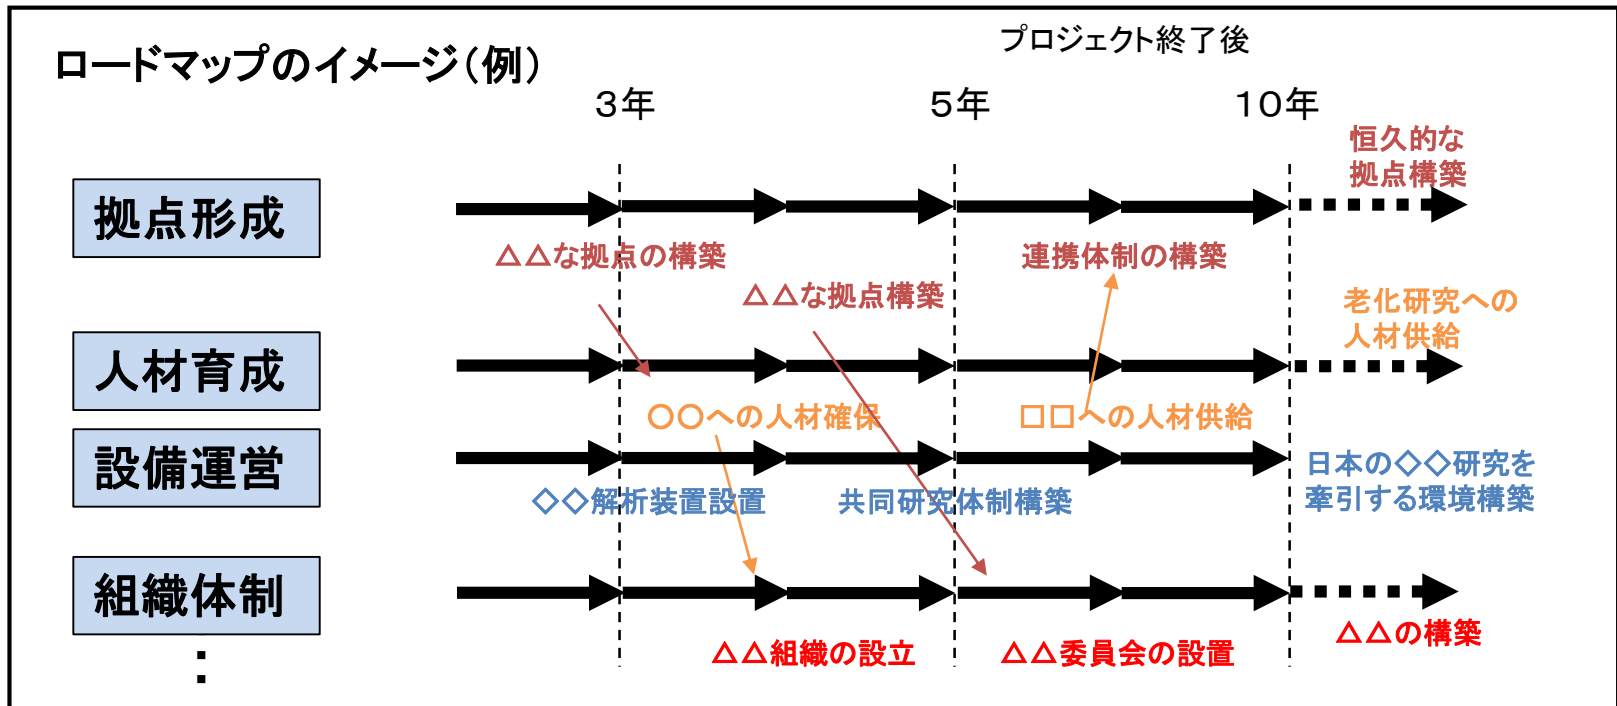 プロジェクト終了後
ロードマップのイメージ（例）
３年
５年
１０年
恒久的な
拠点構築
拠点形成
△△な拠点の構築
連携体制の構築
△△な拠点構築
老化研究への
人材供給
人材育成
○○への人材確保
□□への人材供給
設備運営
日本の◇◇研究を
牽引する環境構築
◇◇解析装置設置
共同研究体制構築
組織体制
△△の構築
△△組織の設立
△△委員会の設置
：